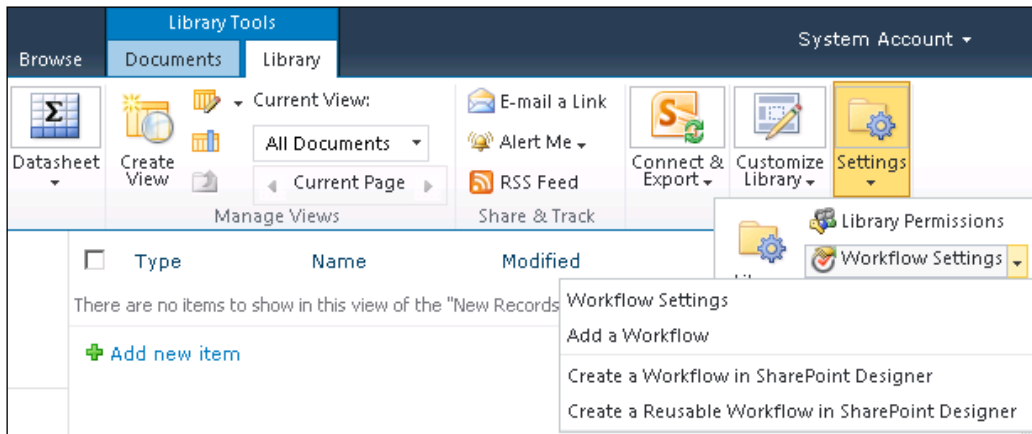 Library Tools
System Account
Browse
Documents
Library
Datasheet
Create View
Current View:
All Documents
Current Page
Manage Views
E-mail a Link
Alert Me
RSS Feed
Share & Track
Connect & Export
Customize Library
Settings
Library Permissions
Workflow Settings
Type
Name
Modified
There are no items to show in this view of the "New Records
Add new item
Workflow Settings
Add a Workflow
Create a Workflow in SharePoint Designer
Create a Reusable Workflow in SharePoint Designer